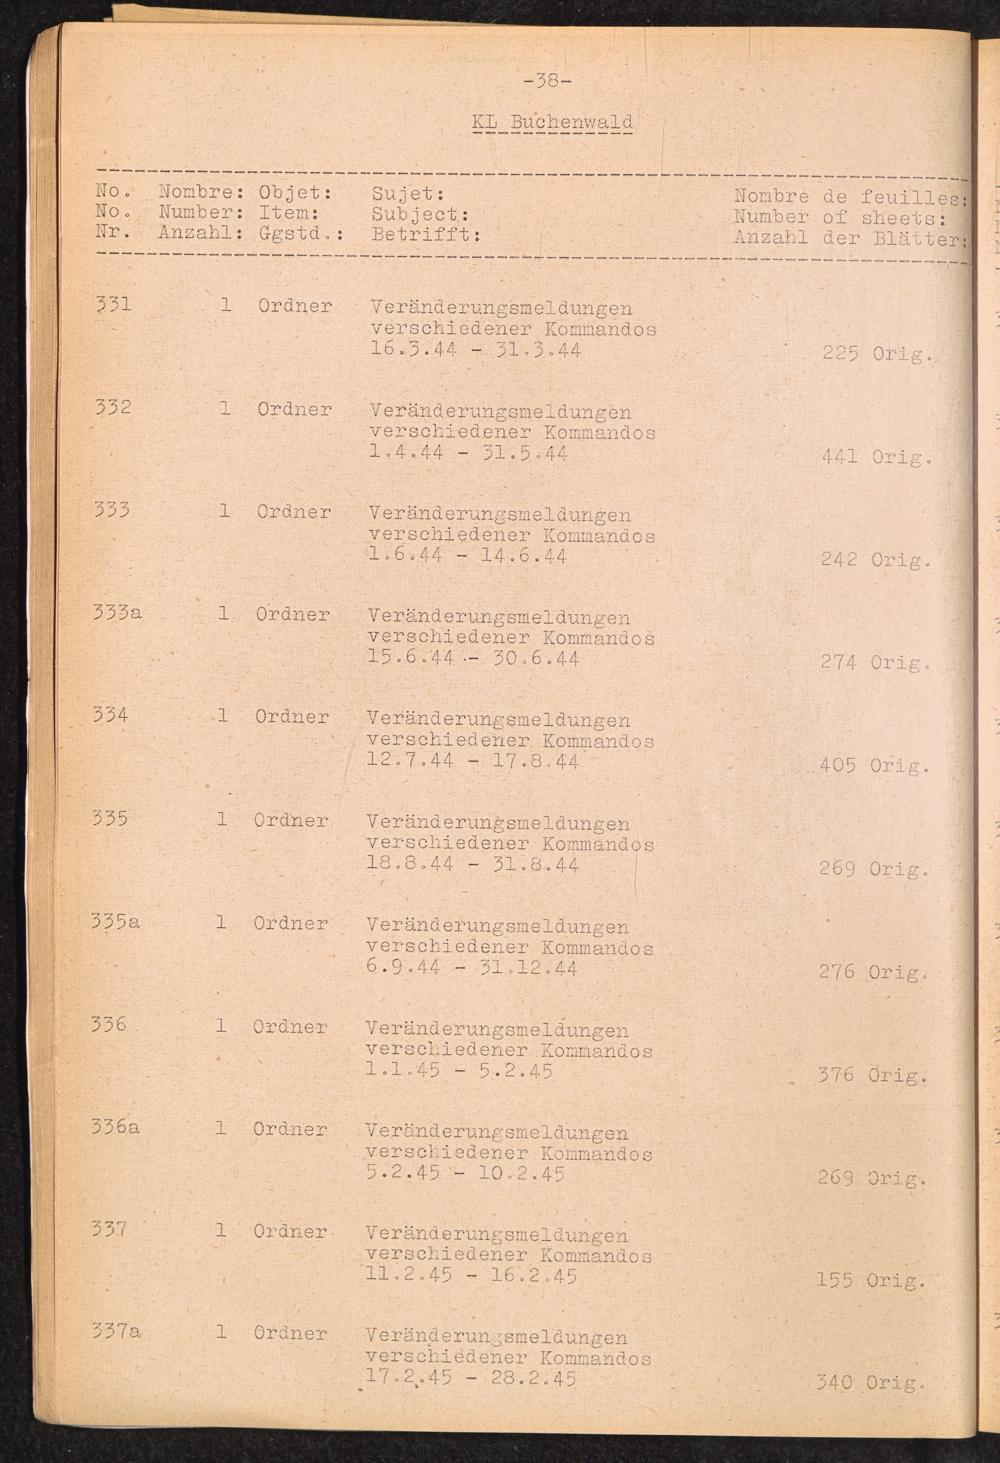 -38-
KL Buchenwald
No. Nombre: Objet: Sujet: Nombre de feuilles:
No. Number: Item: Subject: Number of sheets:
Nr. Anzahl: Ggstd.: Betrifft: Anzahl der Blätter:
331 1 Ordner Veränderungsmeldungen
verschiedener Kommandos
16.3.44 - 31.3.44 225 Orig.
332 1 Ordner Veränderungsmeldungen
verschiedener Kommandos
1.4.44 - 31.5.44 441 Orig.
333 1 Ordner Veränderungsmeldungen
verschiedener Kommandos
1.6.44 - 14.6.44 242 Orig.
333a 1 Ordner Veränderungsmeldungen
verschiedener Kommandos
15.6.44 - 30.6.44 274 Orig.
334 1 Ordner Veränderungsmeldungen
verschiedener Kommandos
12.7.44 - 17.8.44 405 Orig.
335 1 Ordner Veränderungsmeldungen
verschiedener Kommandos
18.8.44 - 31.8.44 269 Orig.
335a 1 Ordner Veränderungsmeldungen
verschiedener Kommandos
6.9.44 - 31.12.44 276 Orig.
336 1 Ordner Veränderungsmeldungen
verschiedener Kommandos
1.1.45 - 5.2.45 376 Orig.
336a 1 Ordner Veränderungsmeldungen
verschiedener Kommandos
5.2.45 - 10.2.45 269 Orig.
337 1 Ordner Veränderungsmeldungen
verschiedener Kommandos
11.2.45 - 16.2.45 155 Orig.
337a 1 Ordner Veränderungsmeldungen
verschiedener Kommandos
17.2.45 - 28.2.45 340 Orig.